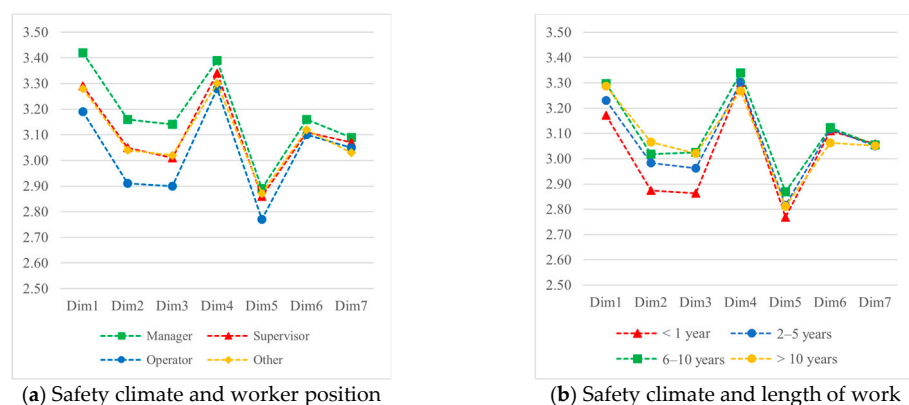 3.50
3.40
3.30
3.20
3.10
3.00
2.90
2.80
2.70
2.60
2.50
Dim1 Dim2 Dim3 Dim4 Dim5 Dim6 Dim7
Manager Supervisor
Operator Other
(a) Safety climate and worker position
3.50
3.40
3.30
3.20
3.10
3.00
2.90
2.80
2.70
2.60
2.50
Dim1 Dim2 Dim3 Dim4 Dim5 Dim6 Dim7
< 1 year 2–5 years
6–10 years > 10 years
(b) Safety climate and length of work